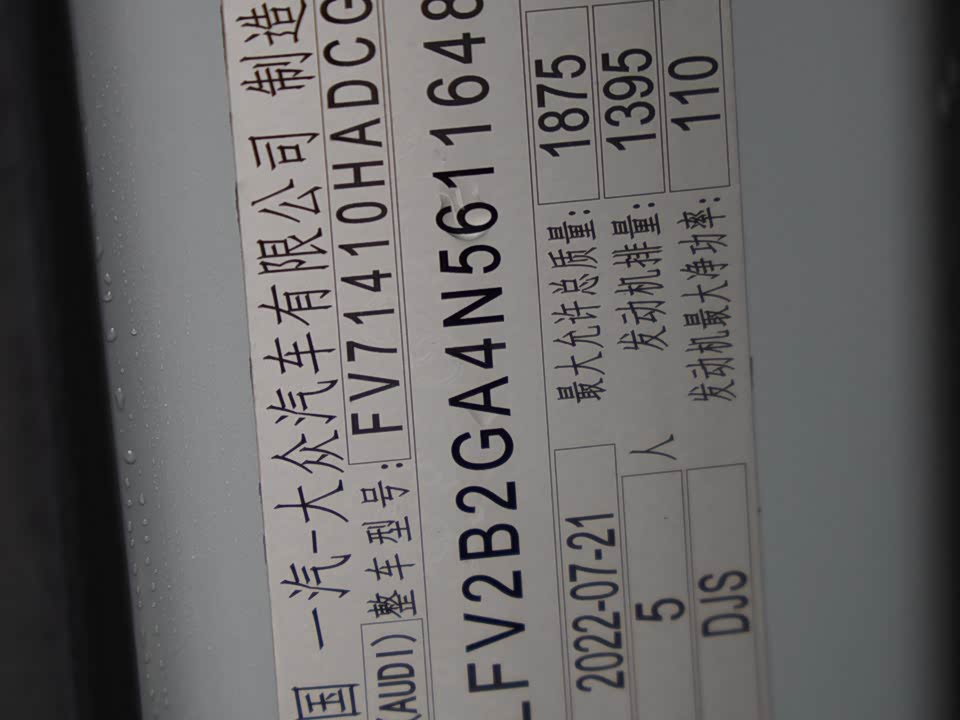 国 一汽-大众汽车有限公司 制造
(AUDI) 整车型号: FV7141OHADCG
LFV2B2GA4N5611648
2022-07-21 最大允许总质量: 1875
5 人 发动机排量: 1395
DJS 发动机最大净功率: 110